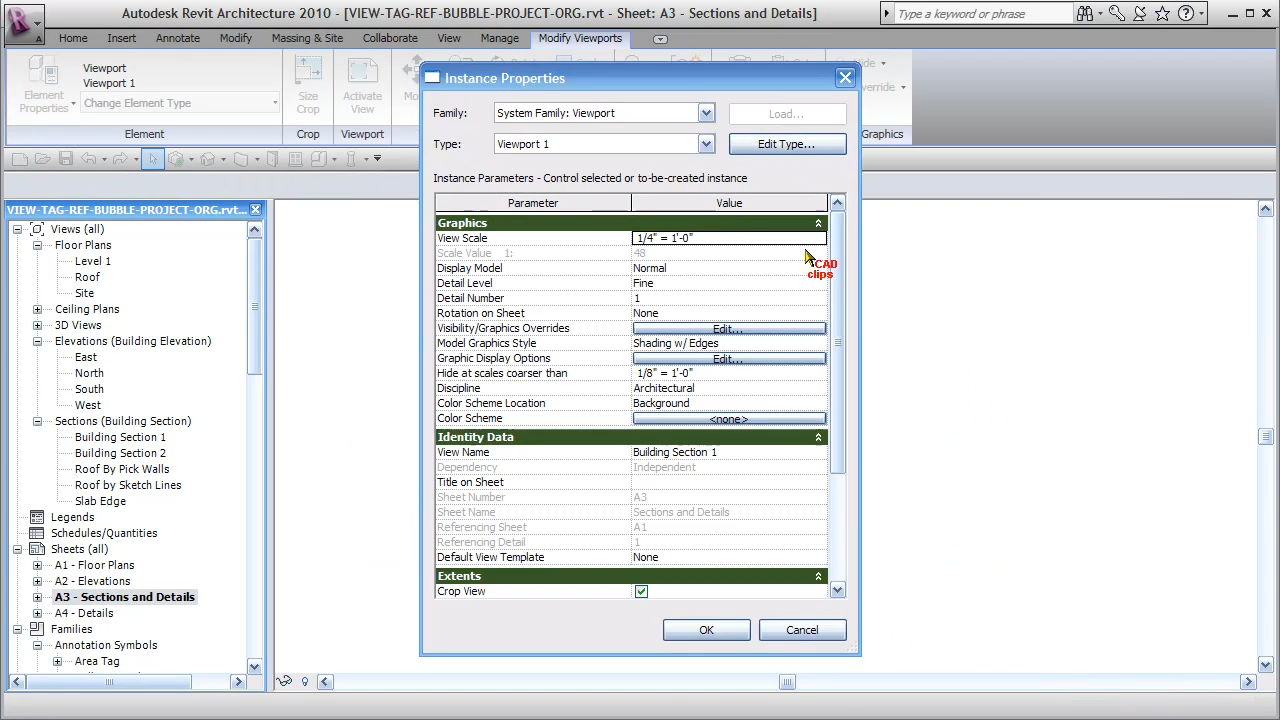 Autodesk Revit Architecture 2010 - [VIEW-TAG-REF-BUBBLE-PROJECT-ORG.rvt - Sheet: A3 - Sections and Details]
Type a keyword or phrase
Home Insert Annotate Modify Massing & Site Collaborate View Manage Modify Viewports
Element Properties
Viewport
Viewport 1
Change Element Type
Size Crop
Activate View
Element
Crop
Viewport
Graphics
VIEW-TAG-REF-BUBBLE-PROJECT-ORG.rvt...
Views (all)
Floor Plans
Level 1
Roof
Site
Ceiling Plans
3D Views
Elevations (Building Elevation)
East
North
South
West
Sections (Building Section)
Building Section 1
Building Section 2
Roof By Pick Walls
Roof by Sketch Lines
Slab Edge
Legends
Schedules/Quantities
Sheets (all)
A1 - Floor Plans
A2 - Elevations
A3 - Sections and Details
A4 - Details
Families
Annotation Symbols
Area Tag
Instance Properties
Family: System Family: Viewport Load...
Type: Viewport 1 Edit Type...
Instance Parameters - Control selected or to-be-created instance
Parameter Value
Graphics
View Scale 1/4" = 1'-0"
Scale Value 1: 48
Display Model Normal
Detail Level Fine
Detail Number 1
Rotation on Sheet None
Visibility/Graphics Overrides Edit...
Model Graphics Style Shading w/ Edges
Graphic Display Options Edit...
Hide at scales coarser than 1/8" = 1'-0"
Discipline Architectural
Color Scheme Location Background
Color Scheme <none>
Identity Data
View Name Building Section 1
Dependency Independent
Title on Sheet
Sheet Number A3
Sheet Name Sections and Details
Referencing Sheet A1
Referencing Detail 1
Default View Template None
Extents
Crop View
OK Cancel
CAD
clips